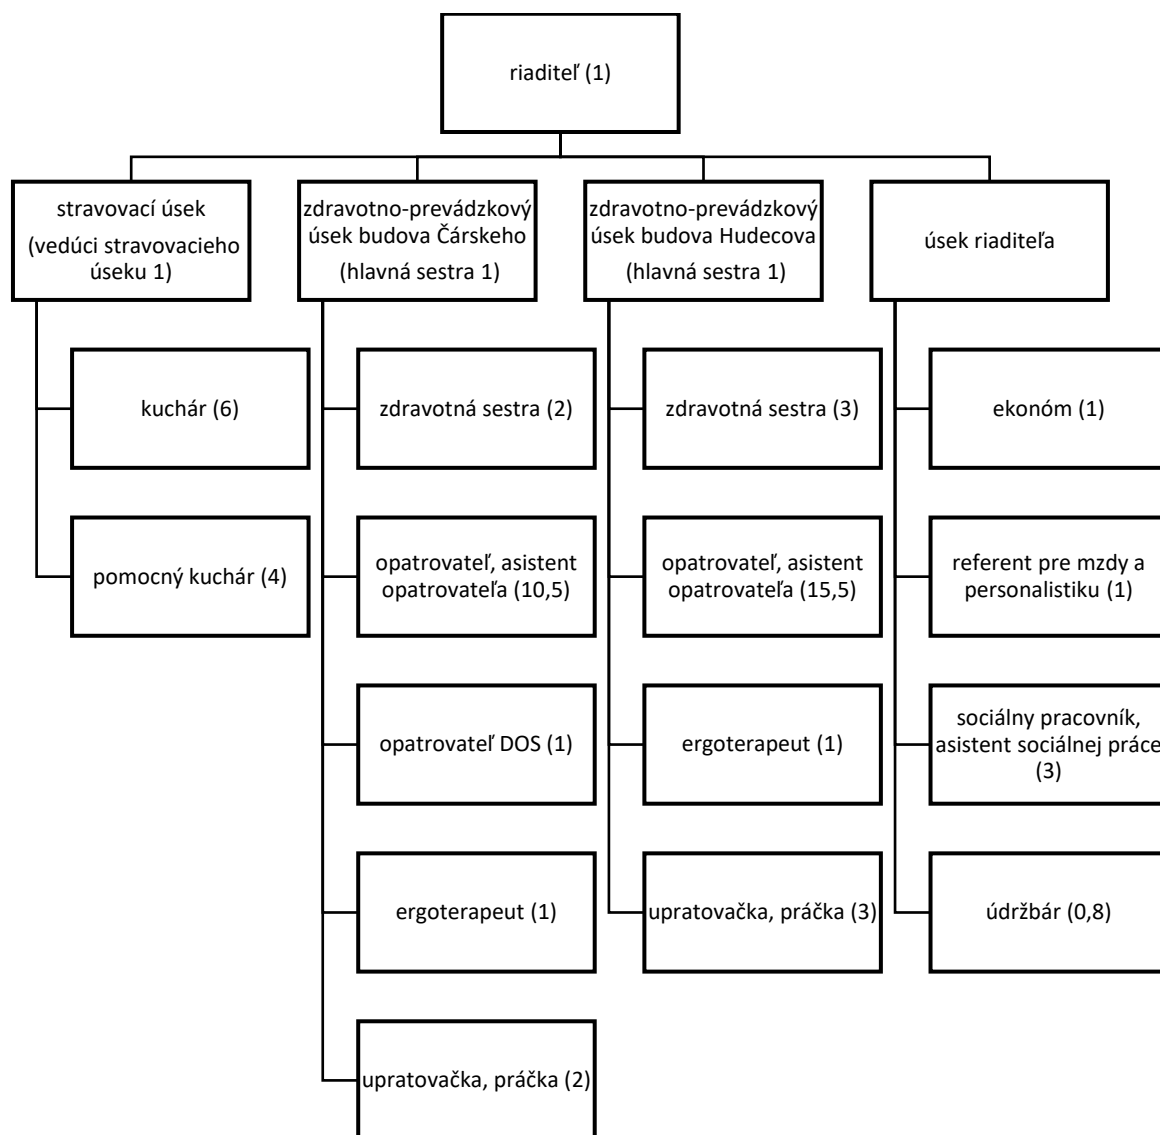 riaditeľ (1)
stravovací úsek
(vedúci stravovacieho
úseku 1)
kuchár (6)
pomocný kuchár (4)
zdravotno-prevádzkový
úsek budova Čárskeho
(hlavná sestra 1)
zdravotná sestra (2)
opatrovateľ, asistent
opatrovateľa (10,5)
opatrovateľ DOS (1)
ergoterapeut (1)
upratovačka, práčka (2)
zdravotno-prevádzkový
úsek budova Hudecova
(hlavná sestra 1)
zdravotná sestra (3)
opatrovateľ, asistent
opatrovateľa (15,5)
ergoterapeut (1)
upratovačka, práčka (3)
úsek riaditeľa
ekonóm (1)
referent pre mzdy a
personalistiku (1)
sociálny pracovník,
asistent sociálnej práce
(3)
údržbár (0,8)